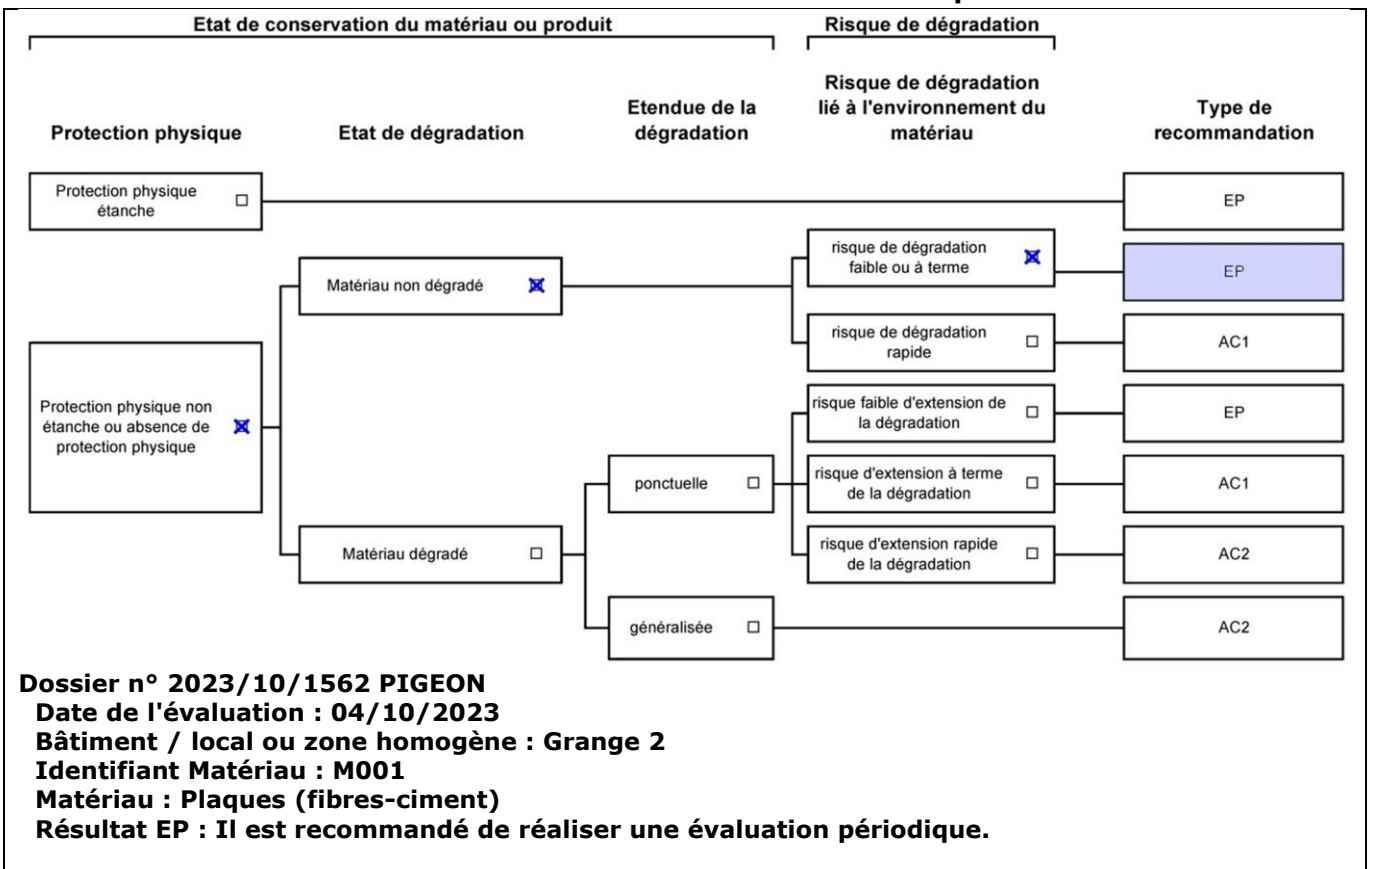 Etat de conservation du matériau ou produit
Risque de dégradation
Protection physique
Etat de dégradation
Etendue de la
dégradation
Risque de dégradation
lié à l'environnement du
matériau
Type de
recommandation
Protection physique
étanche
EP
risque de dégradation
faible ou à terme
EP
Matériau non dégradé
risque de dégradation
rapide
AC1
Protection physique non
étanche ou absence de
protection physique
risque faible d'extension de
la dégradation
EP
ponctuelle
risque d'extension à terme
de la dégradation
AC1
Matériau dégradé
risque d'extension rapide
de la dégradation
AC2
généralisée
AC2
Dossier n° 2023/10/1562 PIGEON
Date de l'évaluation : 04/10/2023
Bâtiment / local ou zone homogène : Grange 2
Identifiant Matériau : M001
Matériau : Plaques (fibres-ciment)
Résultat EP : Il est recommandé de réaliser une évaluation périodique.